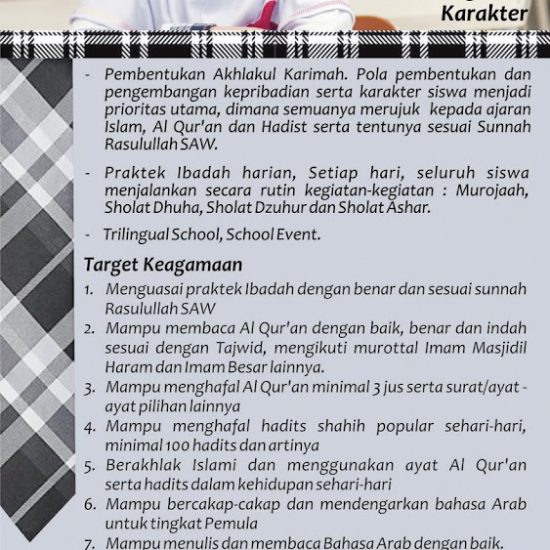 Karakter
- Pembentukan Akhlakul Karimah. Pola pembentukan dan
pengembangan kepribadian serta karakter siswa menjadi
prioritas utama, dimana semuanya merujuk kepada ajaran
Islam, Al Qur'an dan Hadist serta tentunya sesuai Sunnah
Rasulullah SAW.
- Praktek Ibadah harian, Setiap hari, seluruh siswa
menjalankan secara rutin kegiatan-kegiatan : Murojaah,
Sholat Dhuha, Sholat Dzuhur dan Sholat Ashar.
- Trilingual School, School Event.
Target Keagamaan
1. Menguasai praktek Ibadah dengan benar dan sesuai sunnah
Rasulullah SAW
2. Mampu membaca Al Qur'an dengan baik, benar dan indah
sesuai dengan Tajwid, mengikuti murottal Imam Masjidil
Haram dan Imam Besar lainnya.
3. Mampu menghafal Al Qur'an minimal 3 jus serta surat/ayat -
ayat pilihan lainnya
4. Mampu menghafal hadits shahih popular sehari-hari,
minimal 100 hadits dan artinya
5. Berakhlak Islami dan menggunakan ayat Al Qur'an
serta hadits dalam kehidupan sehari-hari
6. Mampu bercakap-cakap dan mendengarkan bahasa Arab
untuk tingkat Pemula
7. Mampu menulis dan membaca Bahasa Arab dengan baik.